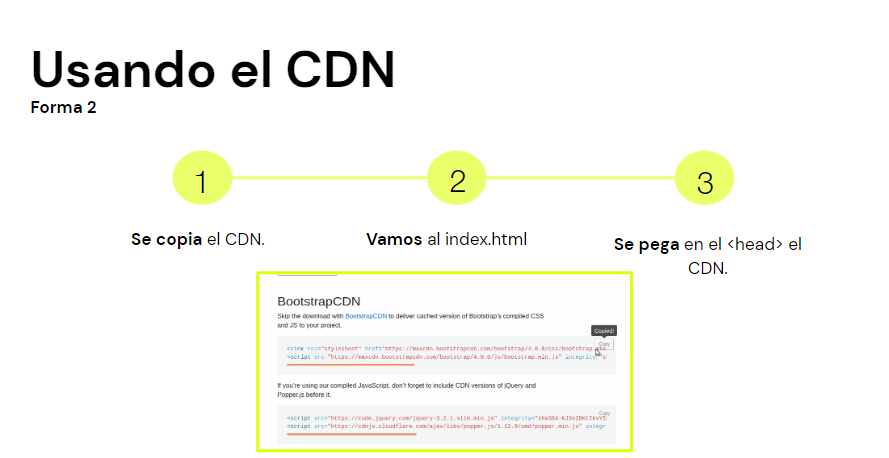 Usando el CDN
Forma 2
1
2
3
Se copia el CDN.
Vamos al index.html
Se pega en el <head> el
CDN.
BootstrapCDN
Skip the download with BootstrapCDN to deliver cached version of Bootstrap's compiled CSS
and JS to your project.
Copied!
Copy
<link rel="stylesheet" href="https://maxcdn.bootstrapcdn.com/bootstrap/4.0.0/css/bootstrap.min
<script src="https://maxcdn.bootstrapcdn.com/bootstrap/4.0.0/js/bootstrap.min.js" integrity="s
If you're using our compiled JavaScript, don't forget to include CDN versions of jQuery and
Popper.js before it.
Copy
<script src="https://code.jquery.com/jquery-3.2.1.slim.min.js" integrity=
<script src="https://cdnjs.cloudflare.com/ajax/libs/popper.js/1.12.9/umd/popper.min.js" integr